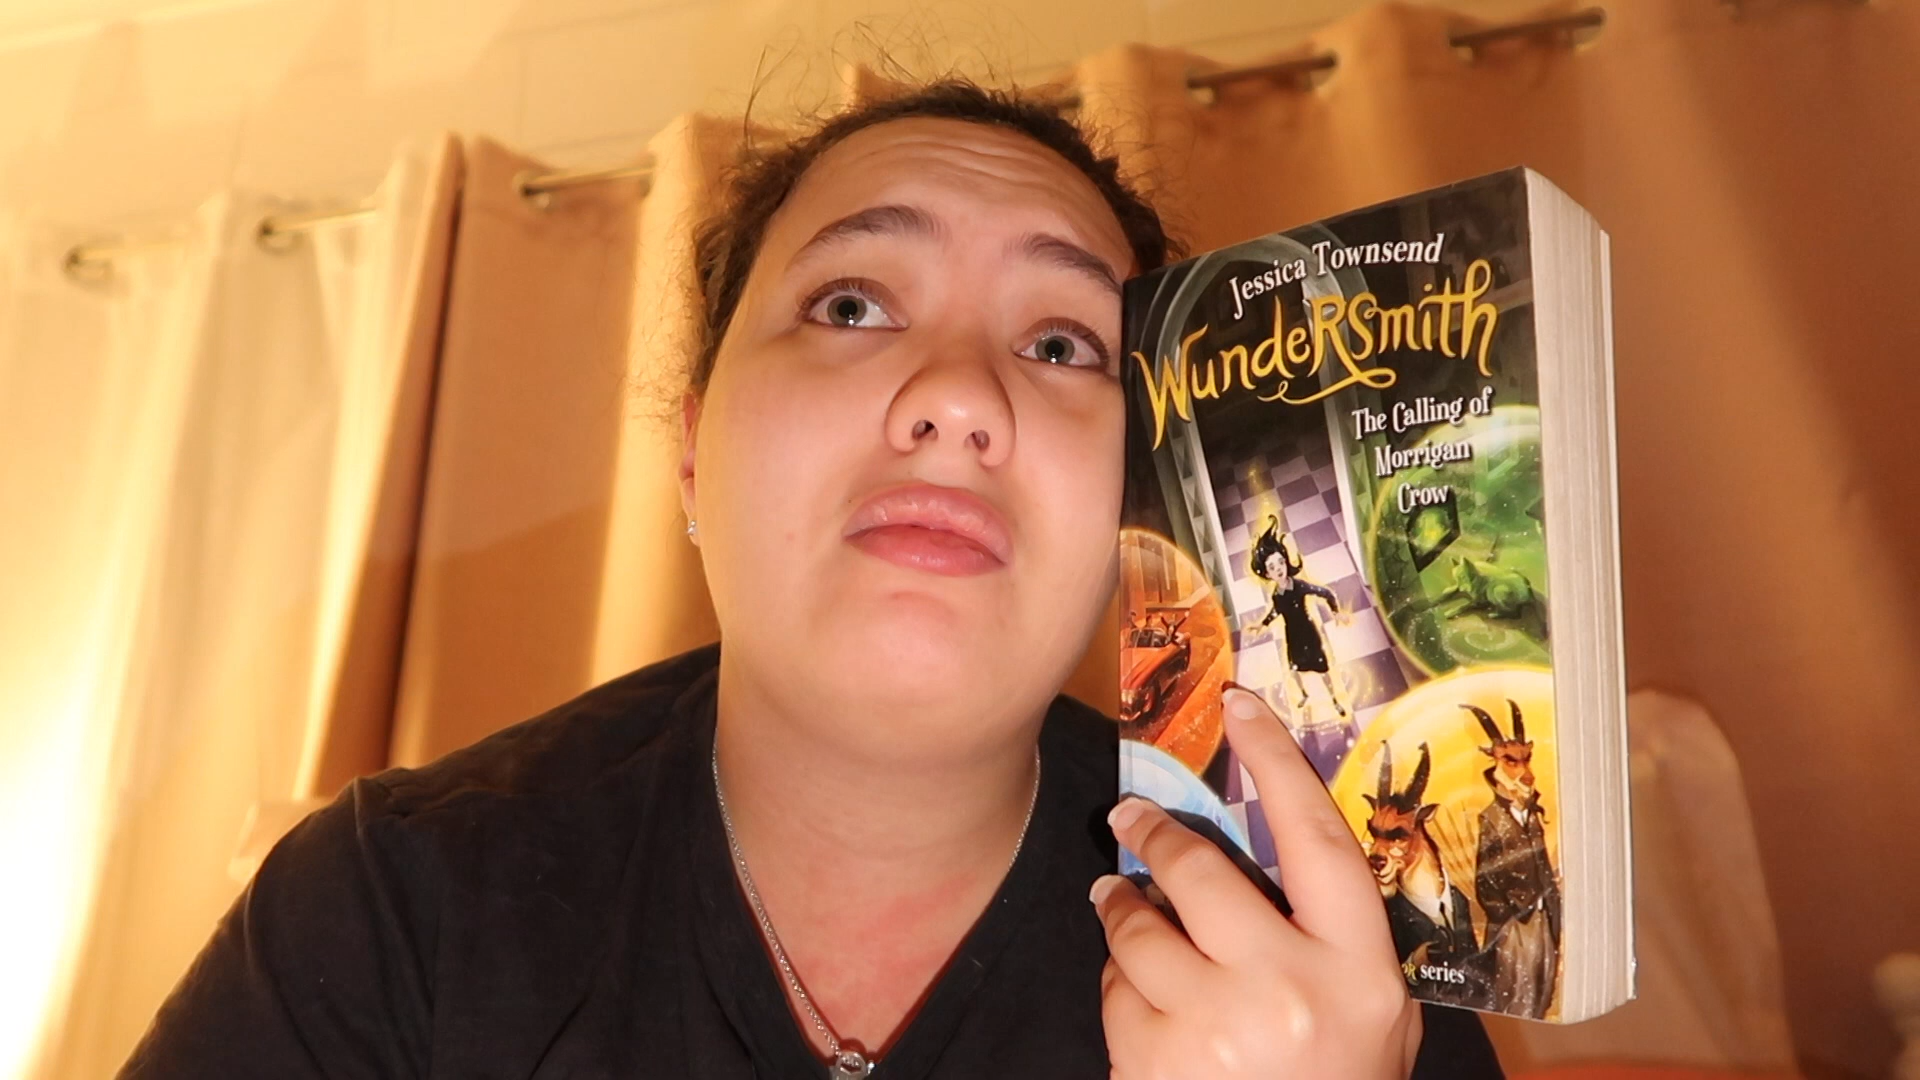 Jessica Townsend
WundeRSmith
The Calling of
Morrigan
Crow
series